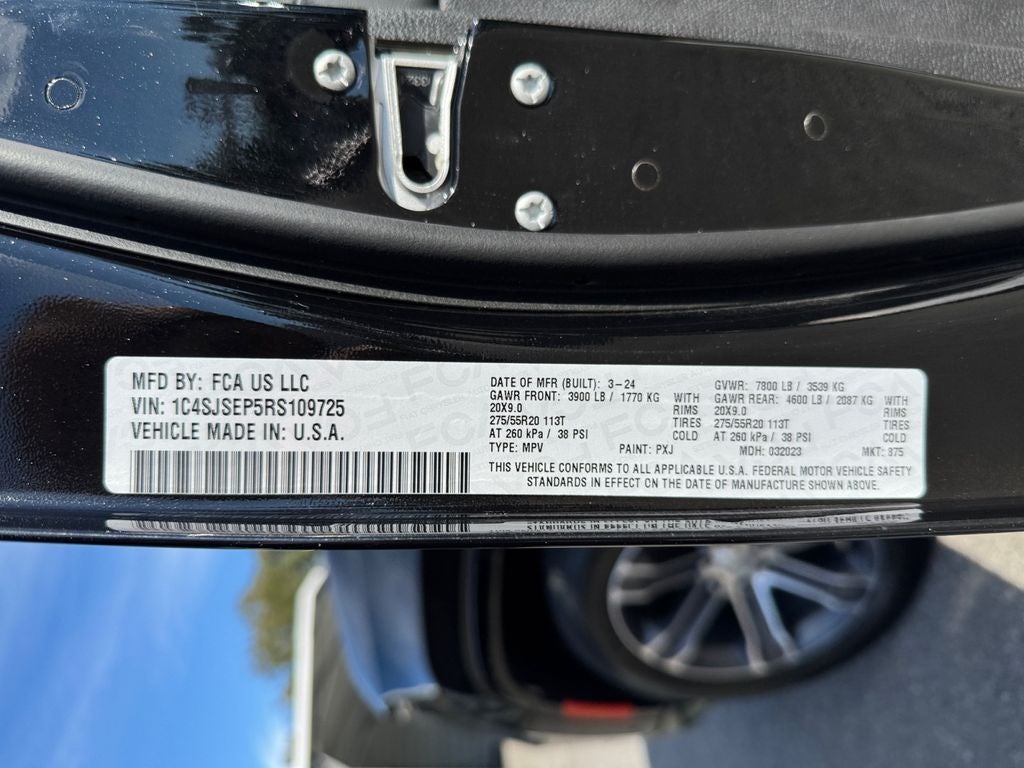 MFD BY: FCA US LLC
VIN: 1C4SJSEP5RS109725
VEHICLE MADE IN: U.S.A.
DATE OF MFR (BUILT): 3-24
GAWR FRONT: 3900 LB / 1770 KG WITH
20X9.0 RIMS
275/55R20 113T TIRES
AT 260 kPa / 38 PSI COLD
TYPE: MPV PAINT: PXJ
GVWR: 7800 LB / 3539 KG
GAWR REAR: 4600 LB / 2087 KG WITH
20X9.0 RIMS
275/55R20 113T TIRES
AT 260 kPa / 38 PSI COLD
MDH: 032023 MKT: 875
THIS VEHICLE CONFORMS TO ALL APPLICABLE U.S.A. FEDERAL MOTOR VEHICLE SAFETY
STANDARDS IN EFFECT ON THE DATE OF MANUFACTURE SHOWN ABOVE.